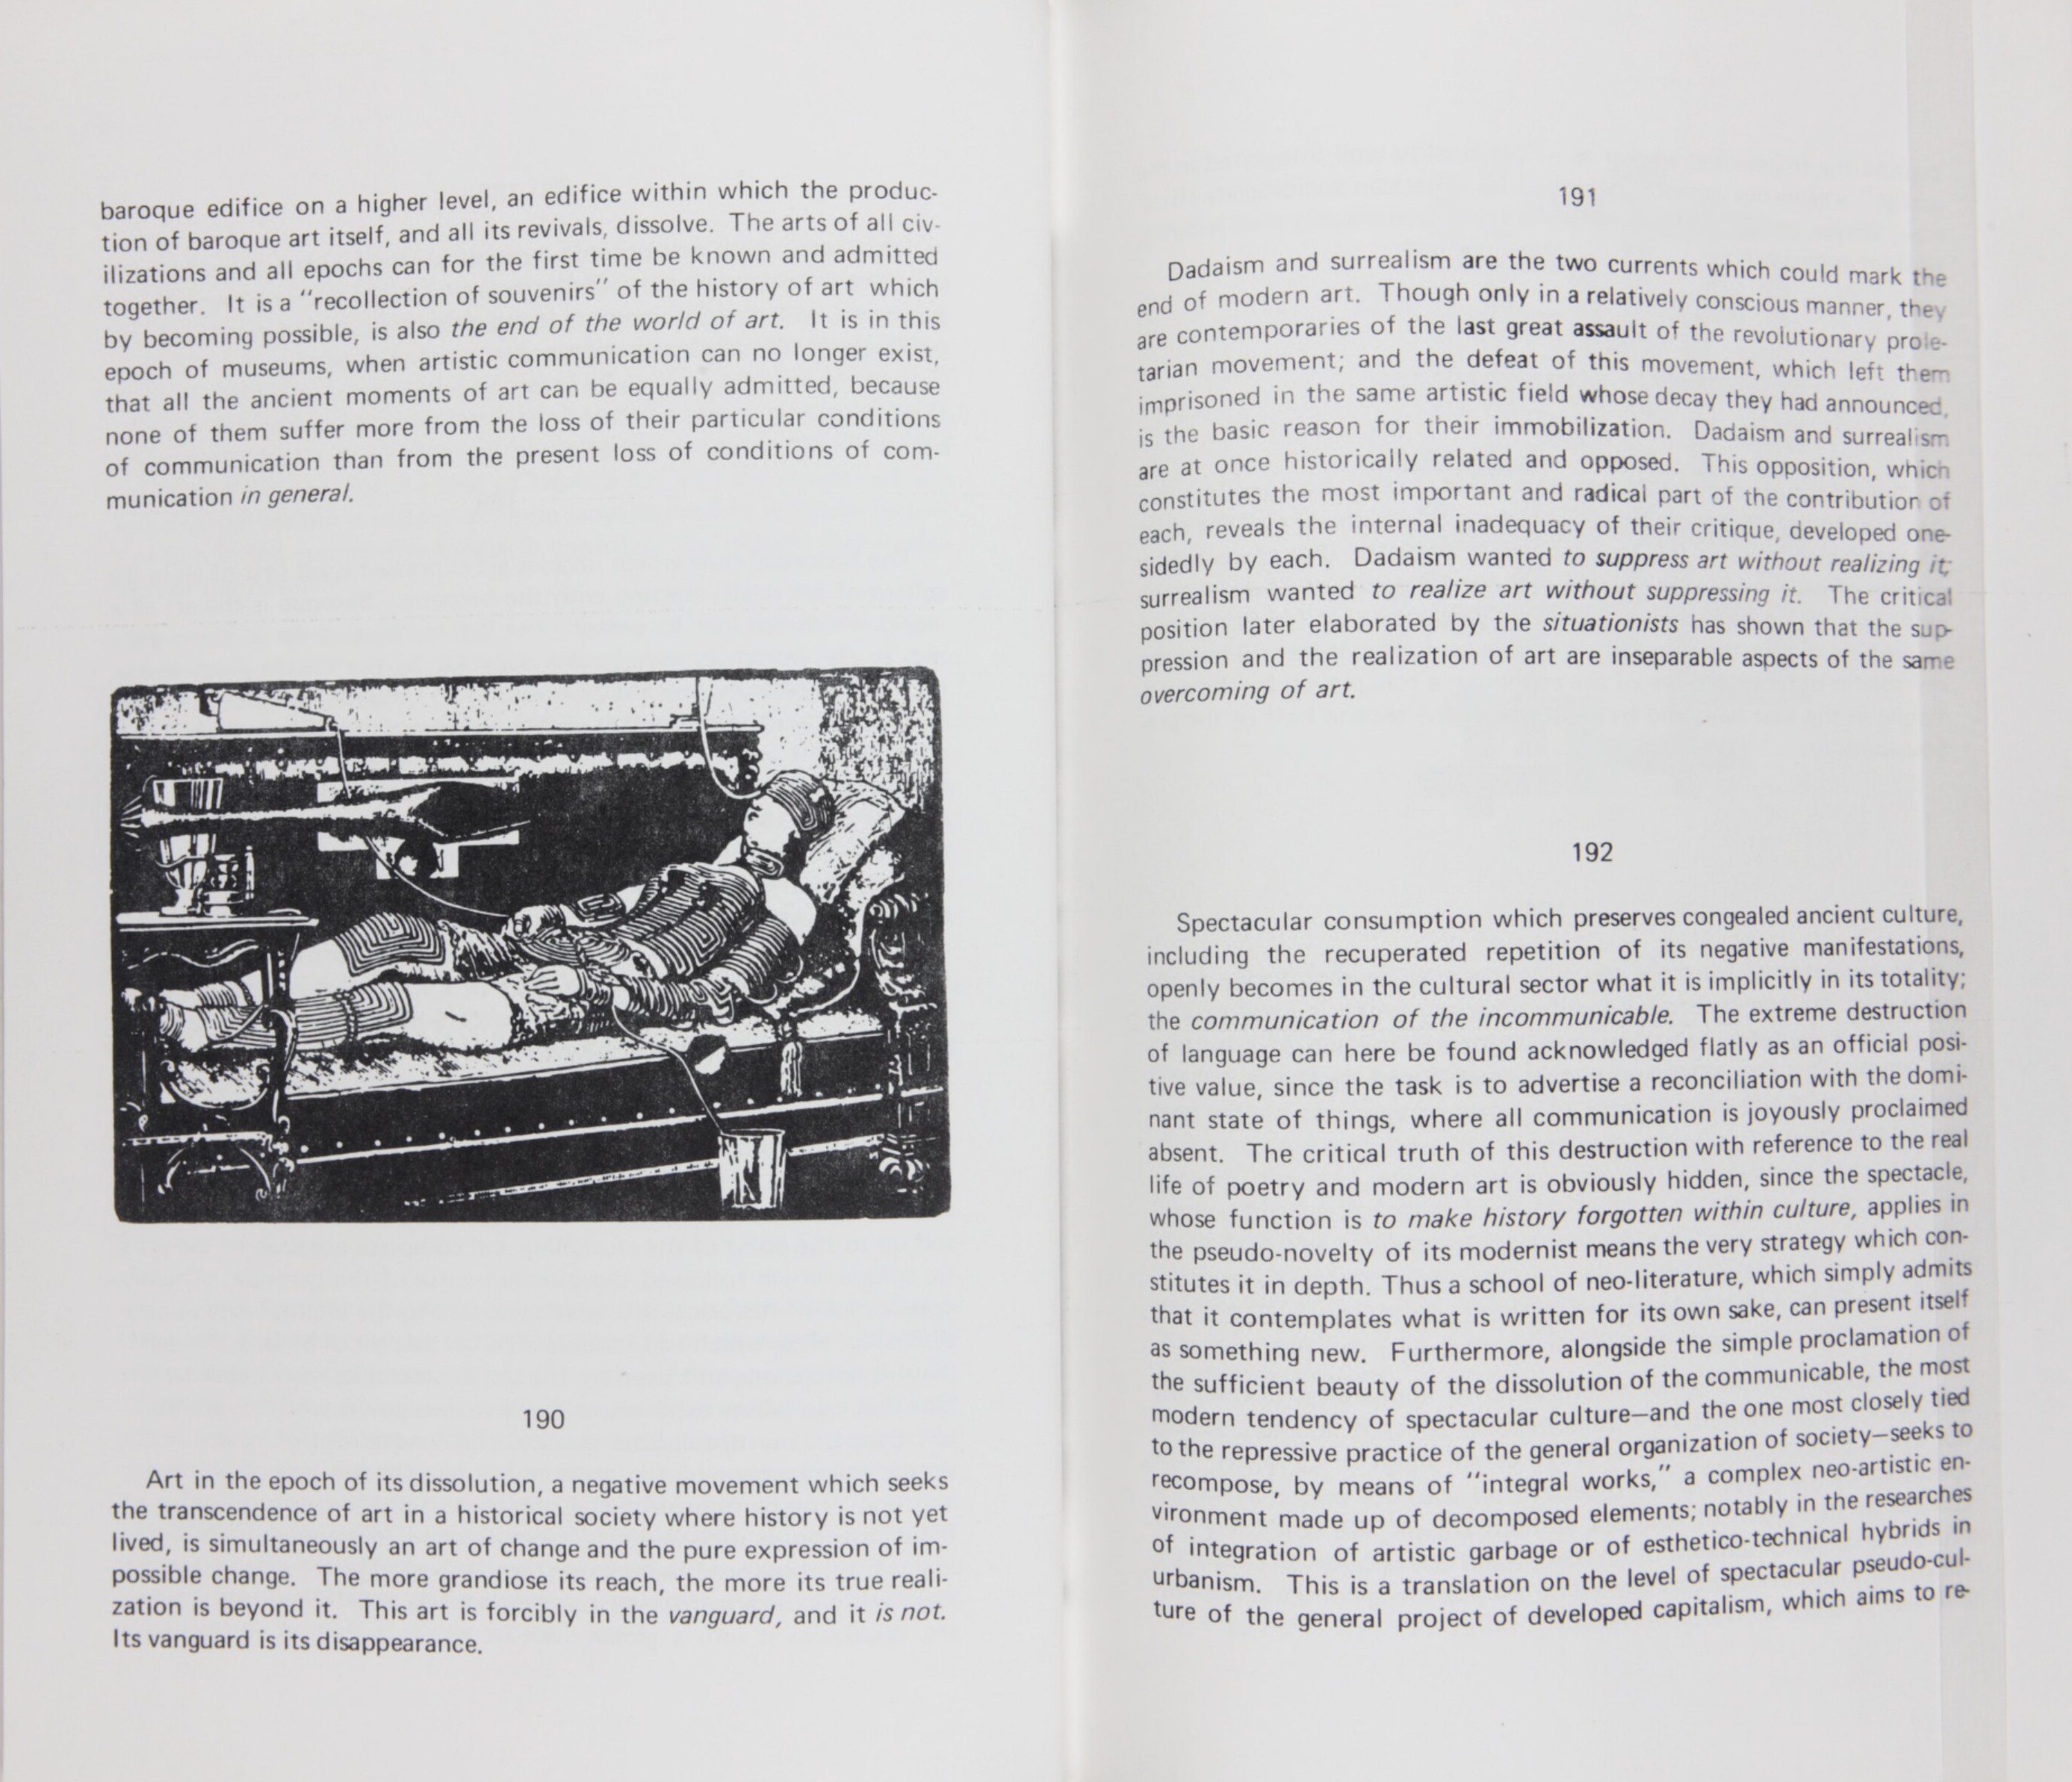 baroque edifice on a higher level, an edifice within which the produc-
tion of baroque art itself, and all its revivals, dissolve. The arts of all civ-
ilizations and all epochs can for the first time be known and admitted
together. It is a "recollection of souvenirs" of the history of art which
by becoming possible, is also the end of the world of art. It is in this
epoch of museums, when artistic communication can no longer exist,
that all the ancient moments of art can be equally admitted, because
none of them suffer more from the loss of their particular conditions
of communication than from the present loss of conditions of com-
munication in general.
190
Art in the epoch of its dissolution, a negative movement which seeks
the transcendence of art in a historical society where history is not yet
lived, is simultaneously an art of change and the pure expression of im-
possible change. The more grandiose its reach, the more its true reali-
zation is beyond it. This art is forcibly in the vanguard, and it is not.
Its vanguard is its disappearance.
191
Dadaism and surrealism are the two currents which could mark the
end of modern art. Though only in a relatively conscious manner, they
are contemporaries of the last great assault of the revolutionary prole-
tarian movement; and the defeat of this movement, which left them
imprisoned in the same artistic field whose decay they had announced,
is the basic reason for their immobilization. Dadaism and surrealism
are at once historically related and opposed. This opposition, which
constitutes the most important and radical part of the contribution of
each, reveals the internal inadequacy of their critique, developed one-
sidedly by each. Dadaism wanted to suppress art without realizing it;
surrealism wanted to realize art without suppressing it. The critical
position later elaborated by the situationists has shown that the sup-
pression and the realization of art are inseparable aspects of the same
overcoming of art.
192
Spectacular consumption which preserves congealed ancient culture,
including the recuperated repetition of its negative manifestations,
openly becomes in the cultural sector what it is implicitly in its totality;
the communication of the incommunicable. The extreme destruction
of language can here be found acknowledged flatly as an official posi-
tive value, since the task is to advertise a reconciliation with the domi-
nant state of things, where all communication is joyously proclaimed
absent. The critical truth of this destruction with reference to the real
life of poetry and modern art is obviously hidden, since the spectacle,
whose function is to make history forgotten within culture, applies in
the pseudo-novelty of its modernist means the very strategy which con-
stitutes it in depth. Thus a school of neo-literature, which simply admits
that it contemplates what is written for its own sake, can present itself
as something new. Furthermore, alongside the simple proclamation of
the sufficient beauty of the dissolution of the communicable, the most
modern tendency of spectacular culture—and the one most closely tied
to the repressive practice of the general organization of society—seeks to
recompose, by means of "integral works," a complex neo-artistic en-
vironment made up of decomposed elements; notably in the researches
of integration of artistic garbage or of esthetico-technical hybrids in
urbanism. This is a translation on the level of spectacular pseudo-cul-
ture of the general project of developed capitalism, which aims to re-